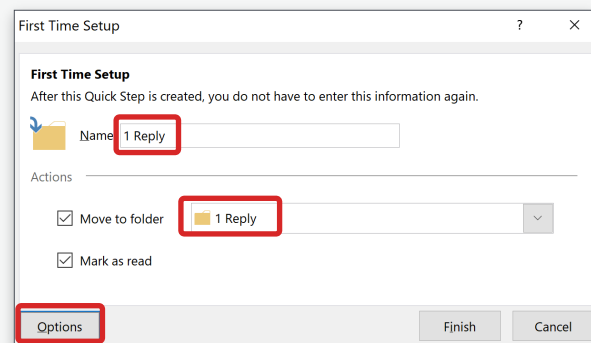 First Time Setup ? ×
First Time Setup
After this Quick Step is created, you do not have to enter this information again.
Name 1 Reply
Actions
Move to folder 1 Reply
Mark as read
Options Finish Cancel